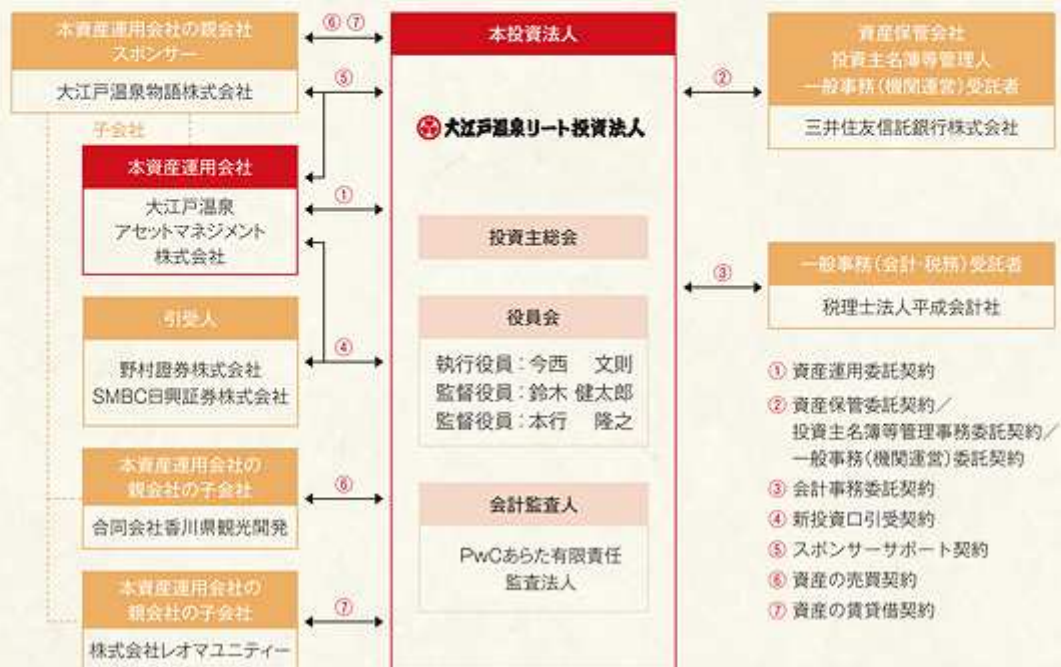 本資産運用会社の親会社
スポンサー
大江戸温泉物語株式会社
子会社
本資産運用会社
大江戸温泉
アセットマネジメント
株式会社
引受人
野村證券株式会社
SMBC日興証券株式会社
本資産運用会社の
親会社の子会社
合同会社香川県観光開発
本資産運用会社の
親会社の子会社
株式会社レオマユニティー
⑥ ⑦
⑤
①
④
⑥
⑦
本投資法人
大江戸温泉リート投資法人
投資主総会
役員会
執行役員：今西 文則
監督役員：鈴木 健太郎
監督役員：本行 隆之
会計監査人
PwCあらた有限責任
監査法人
②
③
資産保管会社
投資主名簿等管理人
一般事務(機関運営)受託者
三井住友信託銀行株式会社
一般事務(会計・税務)受託者
税理士法人平成会計社
① 資産運用委託契約
② 資産保管委託契約／
投資主名簿等管理事務委託契約／
一般事務(機関運営)委託契約
③ 会計事務委託契約
④ 新投資口引受契約
⑤ スポンサーサポート契約
⑥ 資産の売買契約
⑦ 資産の賃貸借契約